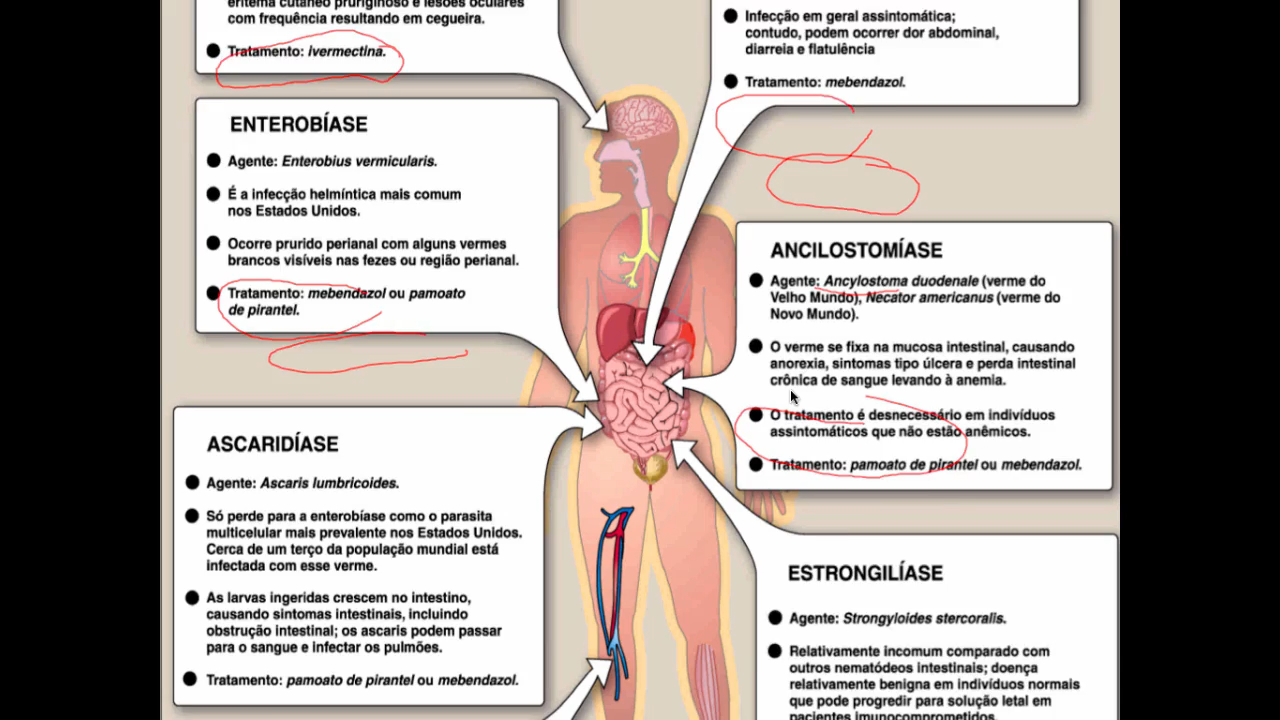 eritema cutâneo pruriginoso e lesões oculares
com frequência resultando em cegueira.
Tratamento: ivermectina.
Infecção em geral assintomática;
contudo, podem ocorrer dor abdominal,
diarreia e flatulência
Tratamento: mebendazol.
ENTEROBÍASE
Agente: Enterobius vermicularis.
É a infecção helmíntica mais comum
nos Estados Unidos.
Ocorre prurido perianal com alguns vermes
brancos visíveis nas fezes ou região perianal.
Tratamento: mebendazol ou pamoato
de pirantel.
ANCILOSTOMÍASE
Agente: Ancylostoma duodenale (verme do
Velho Mundo), Necator americanus (verme do
Novo Mundo).
O verme se fixa na mucosa intestinal, causando
anorexia, sintomas tipo úlcera e perda intestinal
crônica de sangue levando à anemia.
O tratamento é desnecessário em indivíduos
assintomáticos que não estão anêmicos.
Tratamento: pamoato de pirantel ou mebendazol.
ASCARIDÍASE
Agente: Ascaris lumbricoides.
Só perde para a enterobíase como o parasita
multicelular mais prevalente nos Estados Unidos.
Cerca de um terço da população mundial está
infectada com esse verme.
As larvas ingeridas crescem no intestino,
causando sintomas intestinais, incluindo
obstrução intestinal; os ascaris podem passar
para o sangue e infectar os pulmões.
Tratamento: pamoato de pirantel ou mebendazol.
ESTRONGILÍASE
Agente: Strongyloides stercoralis.
Relativamente incomum comparado com
outros nematódeos intestinais; doença
relativamente benigna em indivíduos normais
que pode progredir para solução letal em
pacientes imunocomprometidos.